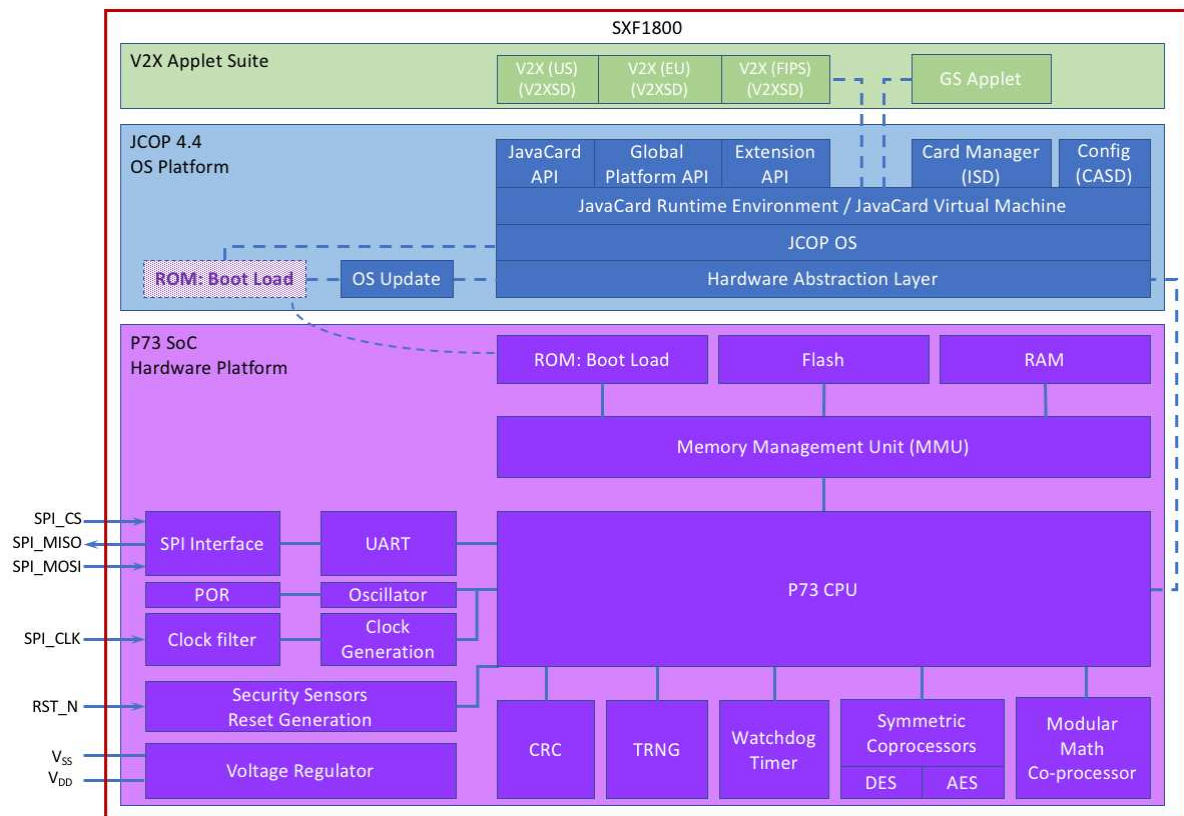 SXF1800
V2X Applet Suite
V2X (US)
(V2XSD)
V2X (EU)
(V2XSD)
V2X (FIPS)
(V2XSD)
GS Applet
JCOP 4.4
OS Platform
JavaCard
API
Global
Platform API
Extension
API
Card Manager
(ISD)
Config
(CASD)
JavaCard Runtime Environment / JavaCard Virtual Machine
JCOP OS
ROM: Boot Load
OS Update
Hardware Abstraction Layer
P73 SoC
Hardware Platform
ROM: Boot Load
Flash
RAM
Memory Management Unit (MMU)
SPI_CS
SPI_MISO
SPI_MOSI
SPI Interface
UART
P73 CPU
POR
Oscillator
SPI_CLK
Clock filter
Clock
Generation
RST_N
Security Sensors
Reset Generation
VSS
VDD
Voltage Regulator
CRC
TRNG
Watchdog
Timer
Symmetric
Coprocessors
DES
AES
Modular
Math
Co-processor